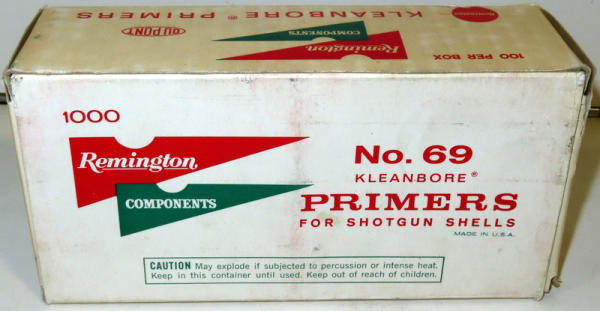 KLEANBORE® PRIMERS
Remington
COMPONENTS
DU PONT
100 PER BOX
1000
Remington
COMPONENTS
No. 69
KLEANBORE®
PRIMERS
FOR SHOTGUN SHELLS
MADE IN U.S.A.
CAUTION May explode if subjected to percussion or intense heat.
Keep in this container until used. Keep out of reach of children.